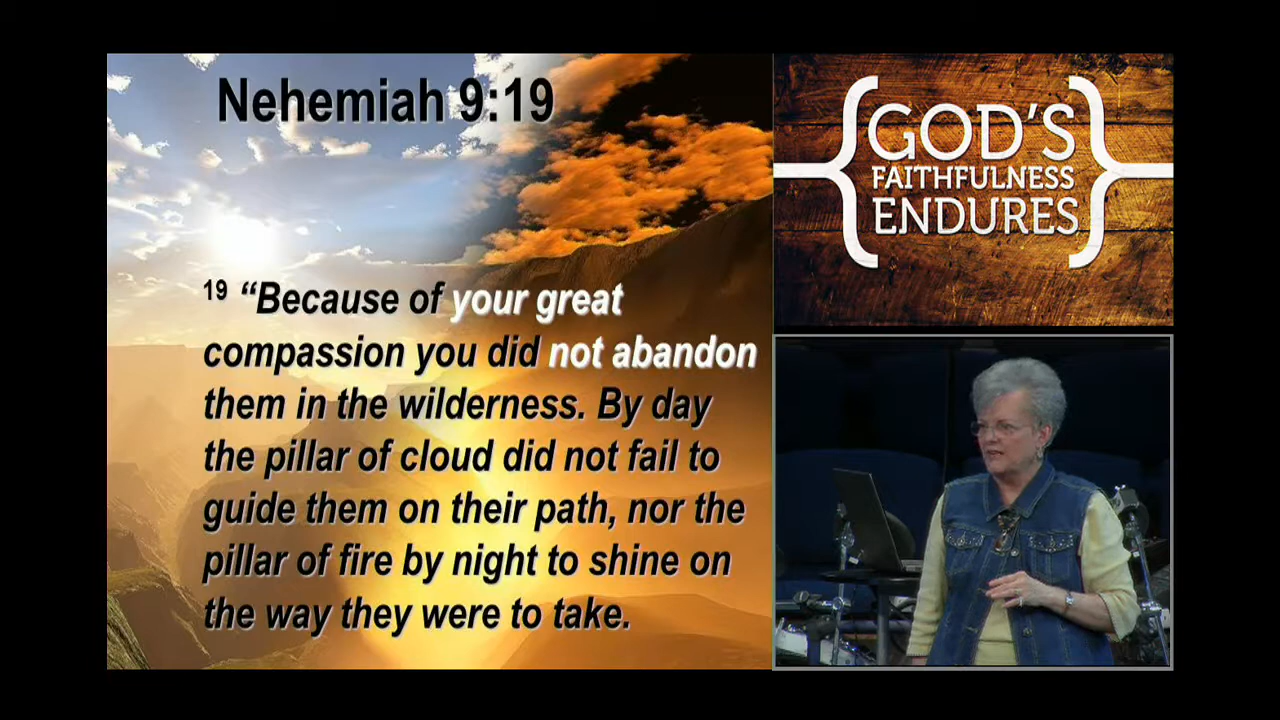 Nehemiah 9:19
19 “Because of your great
compassion you did not abandon
them in the wilderness. By day
the pillar of cloud did not fail to
guide them on their path, nor the
pillar of fire by night to shine on
the way they were to take.
GOD'S
FAITHFULNESS
ENDURES